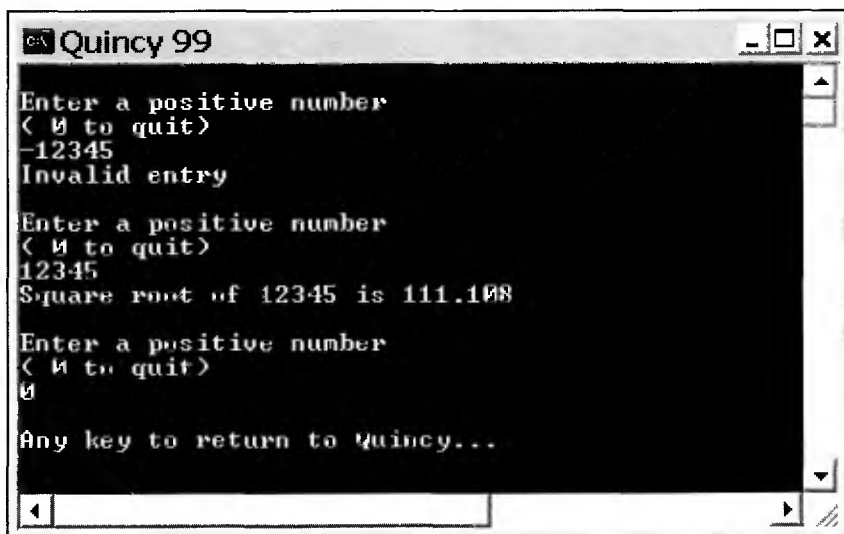 Quincy 99
Enter a positive number
( 0 to quit)
-12345
Invalid entry
Enter a positive number
( 0 to quit)
12345
Square root of 12345 is 111.108
Enter a positive number
( 0 to quit)
0
Any key to return to Quincy...